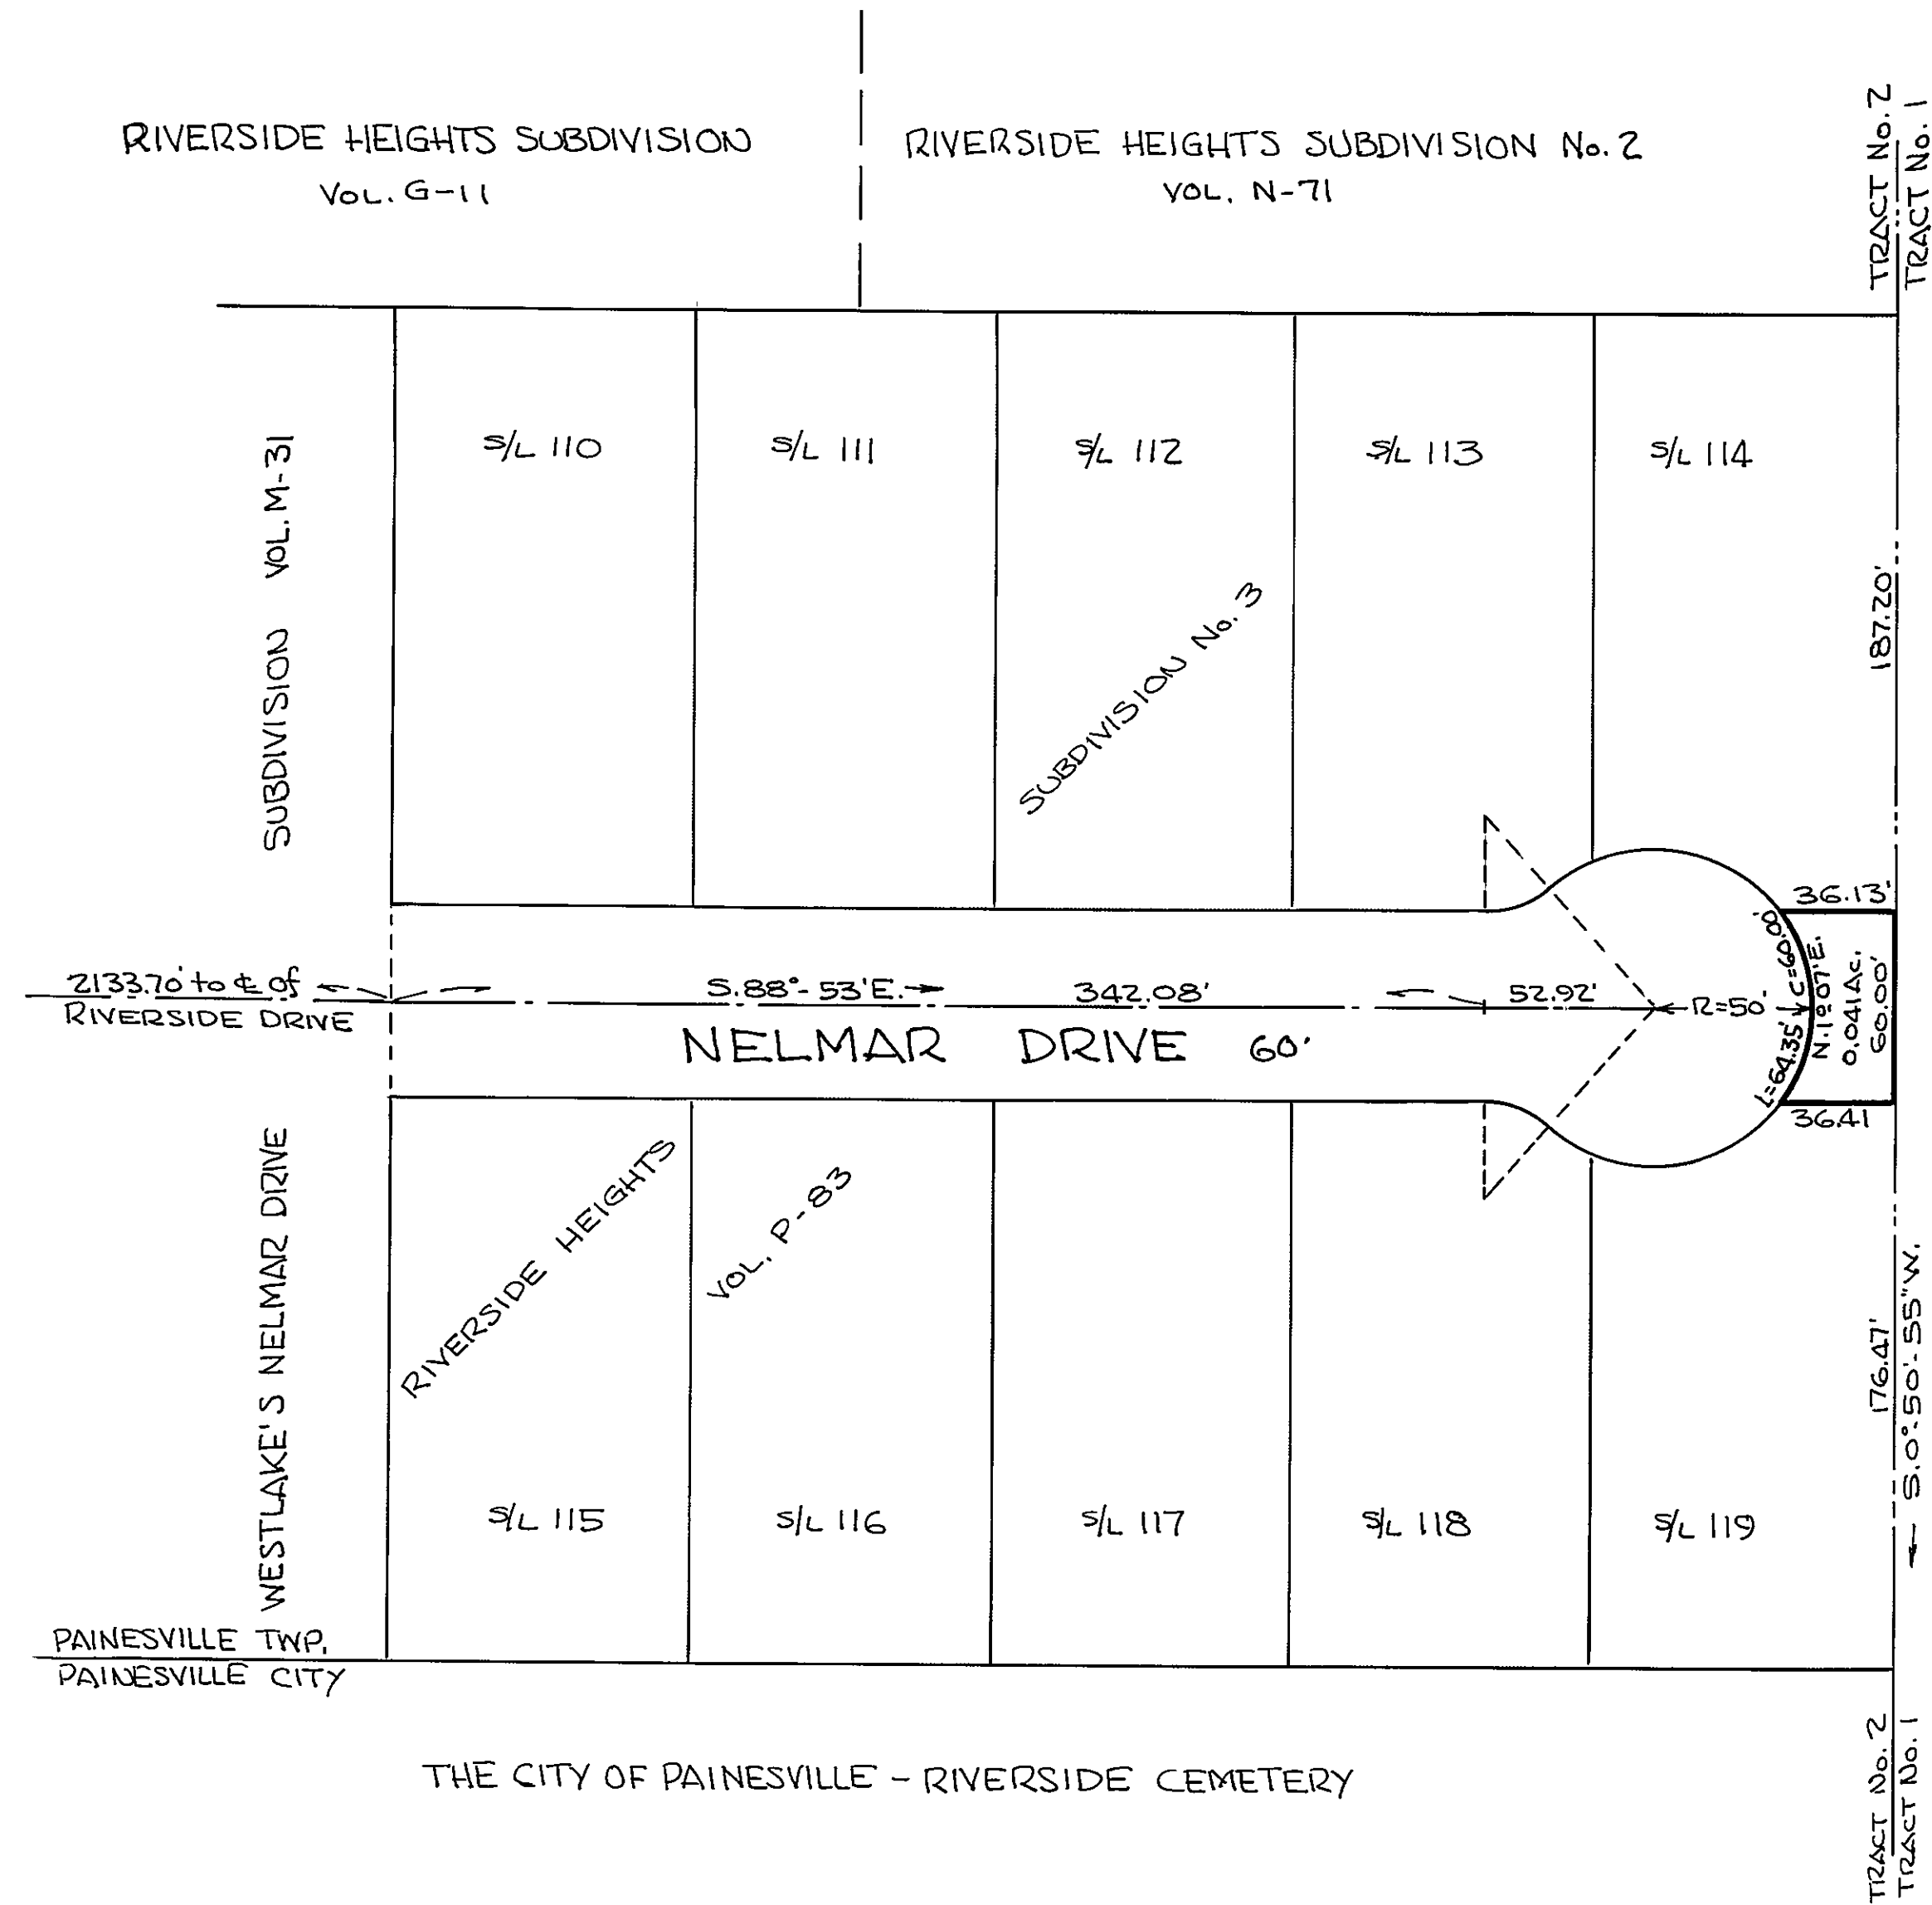 RIVERSIDE HEIGHTS SUBDIVISION
VOL. G-11
RIVERSIDE HEIGHTS SUBDIVISION No. 2
VOL. N-71
TRACT No. 2
TRACT No. 1
SUBDIVISION VOL. M-31
S/L 110
S/L 111
S/L 112
S/L 113
S/L 114
187.20'
SUBDIVISION No. 3
36.13'
2133.70' to ℄ of
RIVERSIDE DRIVE
S.88°-53'E.
342.08'
52.92'
R=50'
L=64.35'
C=60.00'
N.1°07'E.
0.041Ac.
60.00'
NELMAR DRIVE 60'
36.41
WESTLAKE'S NELMAR DRIVE
RIVERSIDE HEIGHTS
VOL. P-83
176.47'
S.0°-50'-55"W.
S/L 115
S/L 116
S/L 117
S/L 118
S/L 119
PAINESVILLE TWP.
PAINESVILLE CITY
THE CITY OF PAINESVILLE - RIVERSIDE CEMETERY
TRACT No. 2
TRACT No. 1